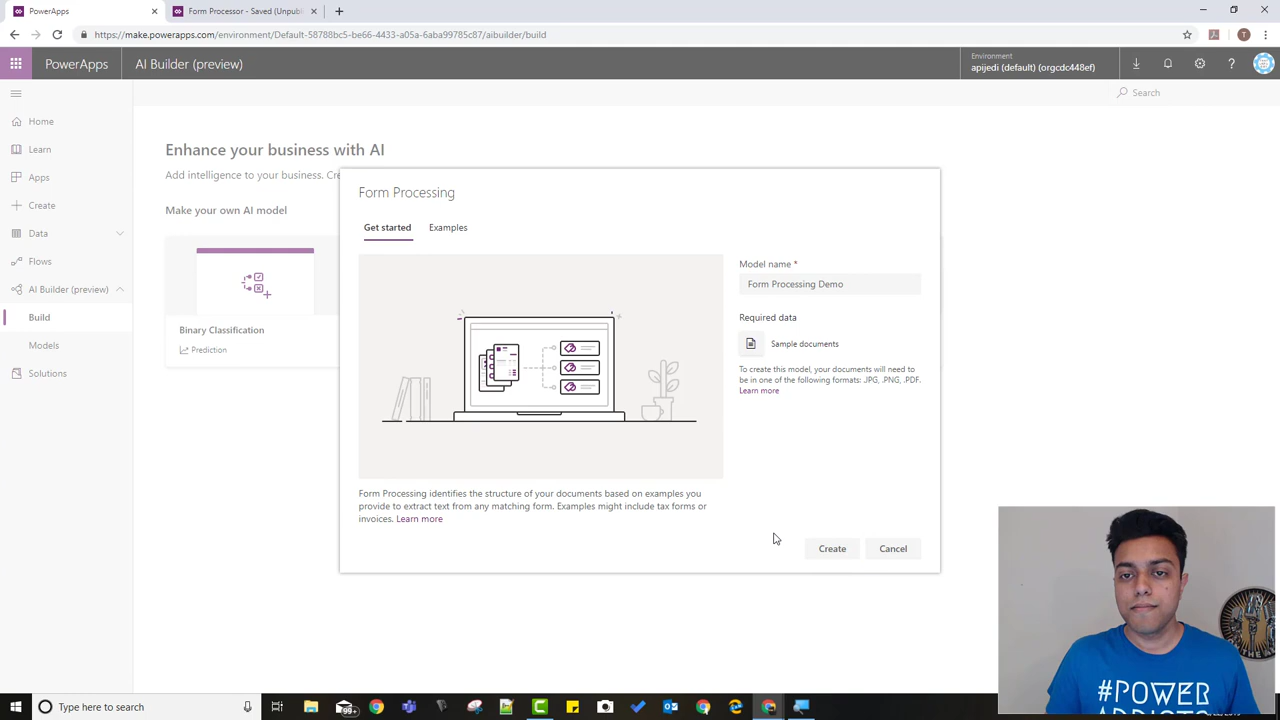 PowerApps
Form Processor - Saved (Unpubli
https://make.powerapps.com/environment/Default-58788bc5-be66-4433-a05a-6aba99785c87/aibuilder/build
T
PowerApps
AI Builder (preview)
Environment
apijedi (default) (orgcdc448ef)
Search
Home
Learn
Apps
Create
Data
Flows
AI Builder (preview)
Build
Models
Solutions
Enhance your business with AI
Add intelligence to your business. Cre
Make your own AI model
Binary Classification
Prediction
Form Processing
Get started
Examples
Model name *
Form Processing Demo
Required data
Sample documents
To create this model, your documents will need to
be in one of the following formats: .JPG, .PNG, .PDF.
Learn more
Form Processing identifies the structure of your documents based on examples you
provide to extract text from any matching form. Examples might include tax forms or
invoices. Learn more
Create
Cancel
#POWER
ADDICTS
Type here to search
99+